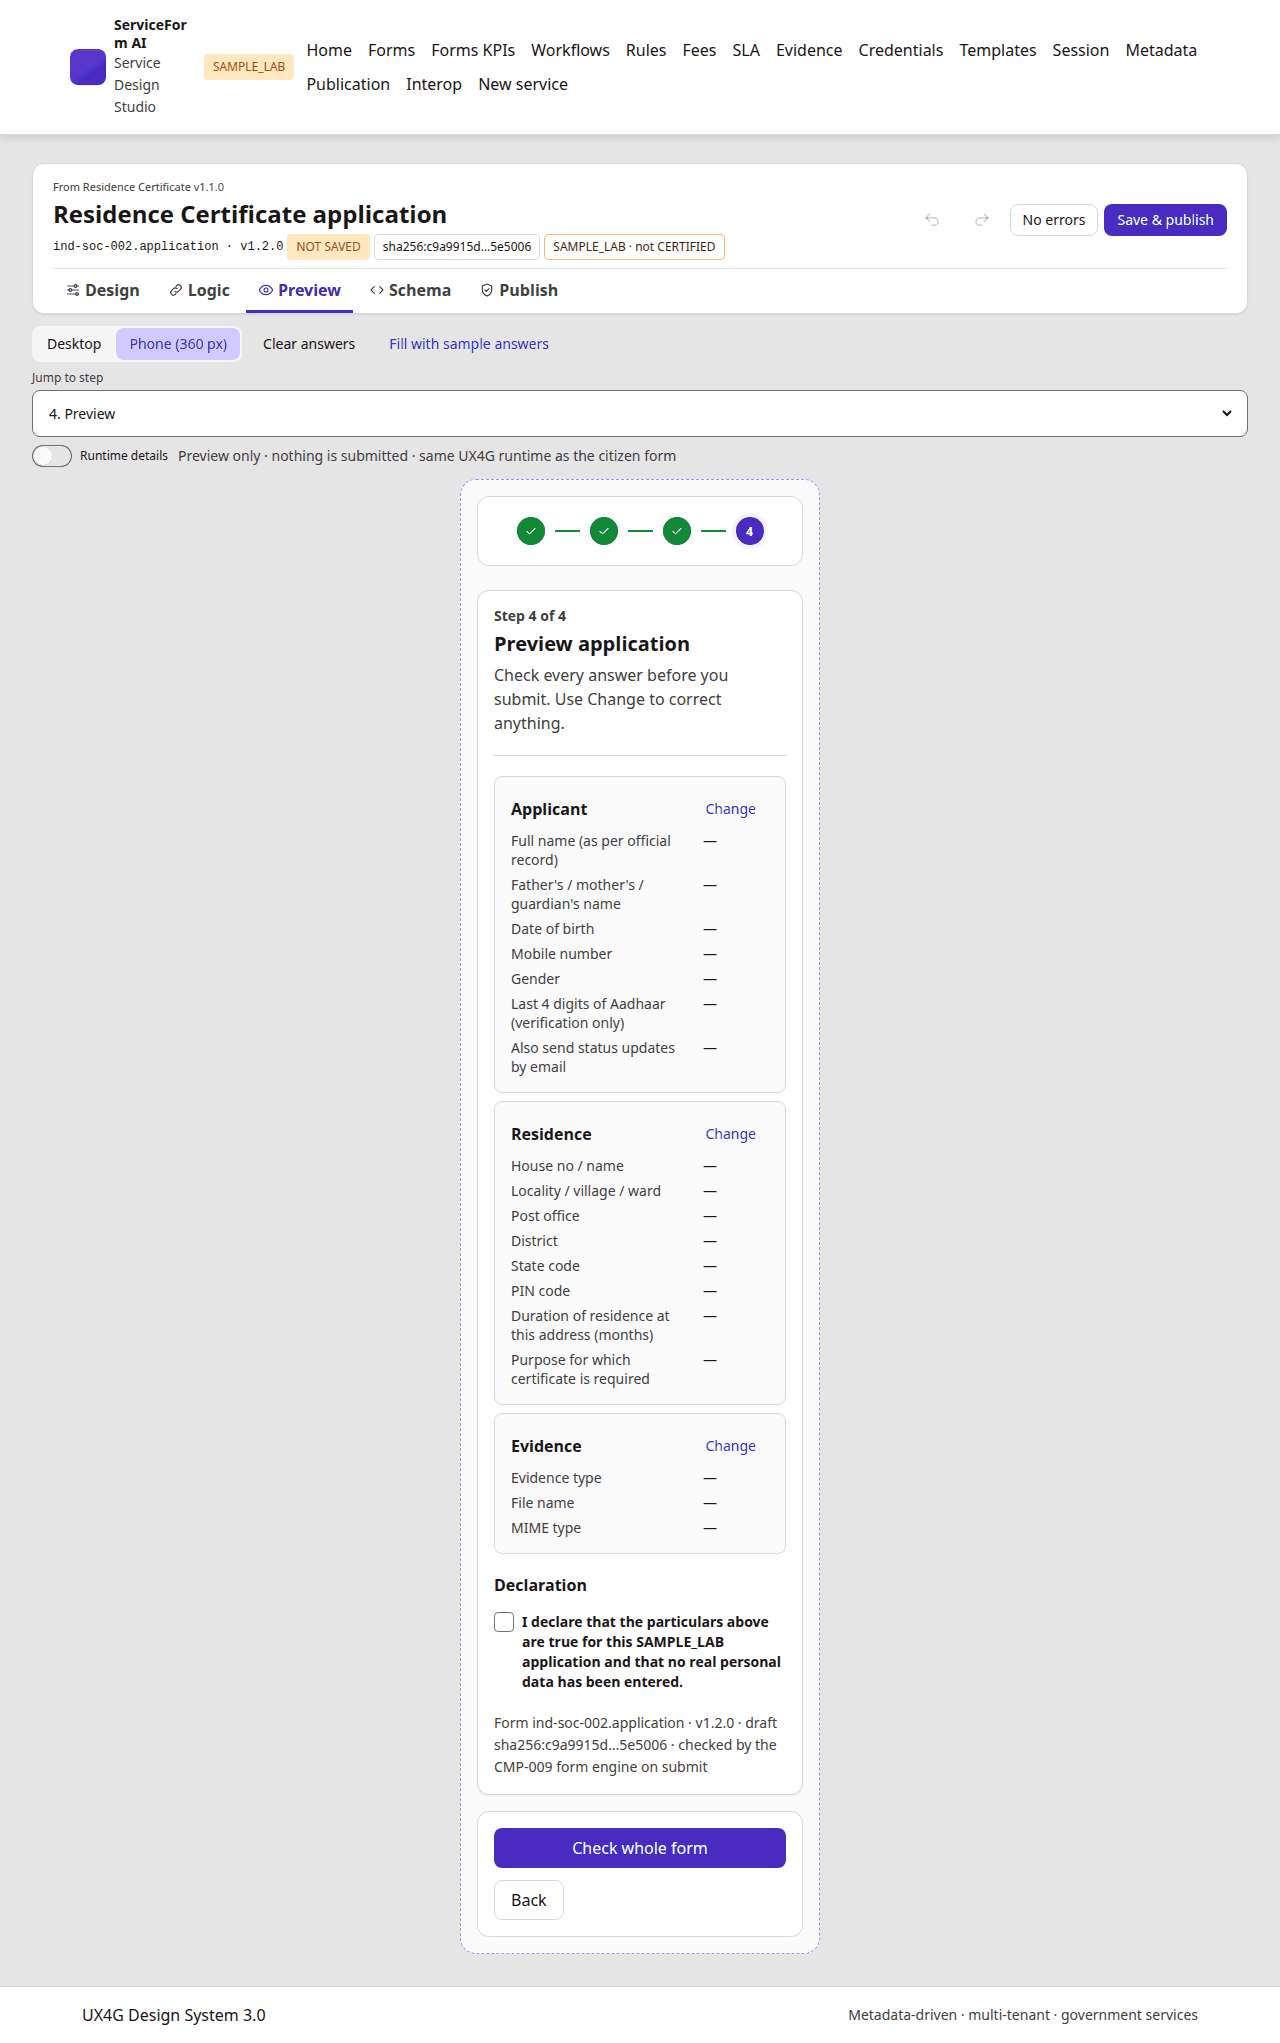 ServiceFor
m AI
Service
Design
Studio
SAMPLE_LAB
Home Forms Forms KPIs Workflows Rules Fees SLA Evidence Credentials Templates Session Metadata
Publication Interop New service
From Residence Certificate v1.1.0
Residence Certificate application
ind-soc-002.application · v1.2.0 NOT SAVED sha256:c9a9915d…5e5006 SAMPLE_LAB · not CERTIFIED
No errors Save & publish
Design Logic Preview Schema Publish
Desktop Phone (360 px) Clear answers Fill with sample answers
Jump to step
4. Preview
Runtime details Preview only · nothing is submitted · same UX4G runtime as the citizen form
4
Step 4 of 4
Preview application
Check every answer before you
submit. Use Change to correct
anything.
Applicant Change
Full name (as per official —
record)
Father's / mother's / —
guardian's name
Date of birth —
Mobile number —
Gender —
Last 4 digits of Aadhaar —
(verification only)
Also send status updates —
by email
Residence Change
House no / name —
Locality / village / ward —
Post office —
District —
State code —
PIN code —
Duration of residence at —
this address (months)
Purpose for which —
certificate is required
Evidence Change
Evidence type —
File name —
MIME type —
Declaration
I declare that the particulars above
are true for this SAMPLE_LAB
application and that no real personal
data has been entered.
Form ind-soc-002.application · v1.2.0 · draft
sha256:c9a9915d…5e5006 · checked by the
CMP-009 form engine on submit
Check whole form
Back
UX4G Design System 3.0
Metadata-driven · multi-tenant · government services